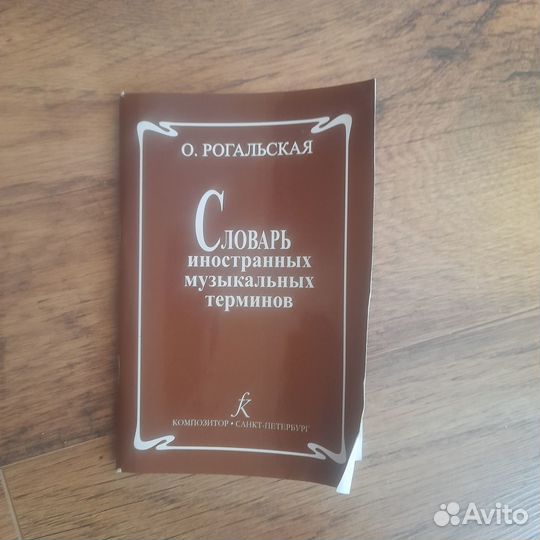 О. РОГАЛЬСКАЯ
СЛОВАРЬ
иностранных
музыкальных
терминов
КОМПОЗИТОР • САНКТ-ПЕТЕРБУРГ
Avito